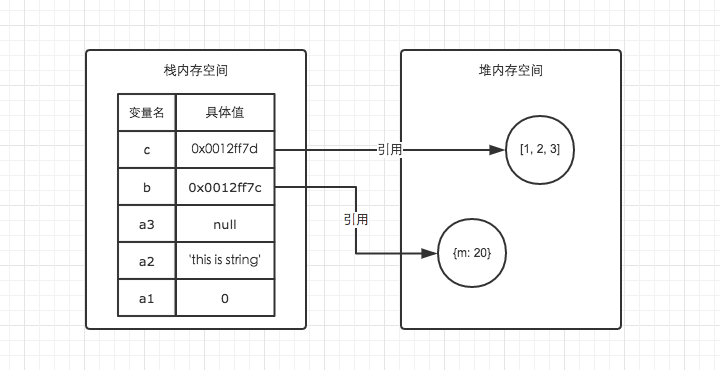 栈内存空间
变量名 具体值
c 0x0012ff7d
b 0x0012ff7c
a3 null
a2 'this is string'
a1 0
引用
引用
堆内存空间
[1, 2, 3]
{m: 20}